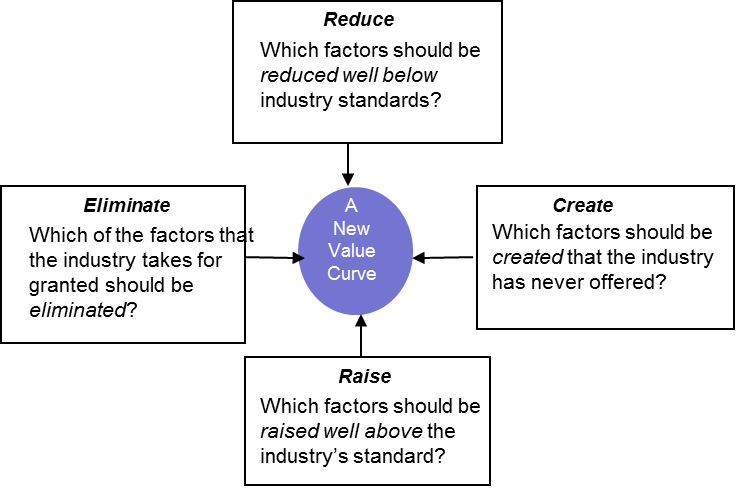 Reduce
Which factors should be
reduced well below
industry standards?
Eliminate
Which of the factors that
the industry takes for
granted should be
eliminated?
A
New
Value
Curve
Create
Which factors should be
created that the industry
has never offered?
Raise
Which factors should be
raised well above the
industry’s standard?